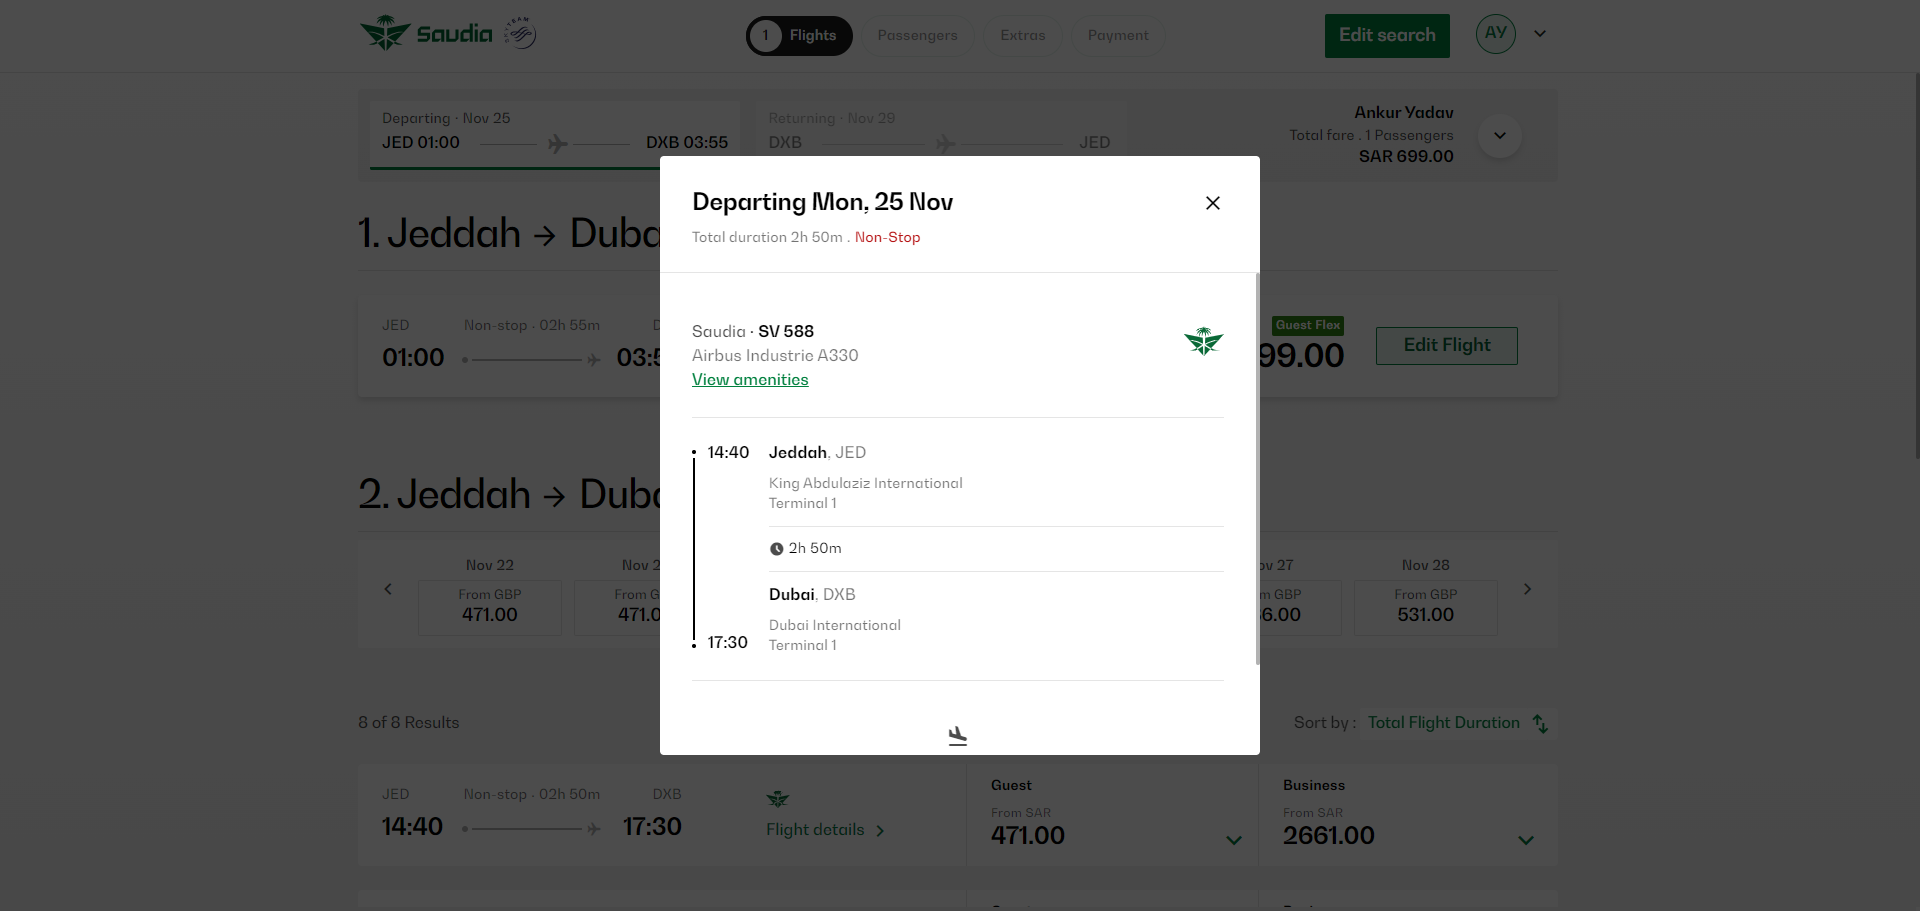 Saudia
SKYTEAM
1 Flights
Passengers
Extras
Payment
Edit search
AY
Departing · Nov 25
JED 01:00
DXB 03:55
Returning · Nov 29
DXB
JED
Ankur Yadav
Total fare . 1 Passengers
SAR 699.00
1. Jeddah → Duba
JED
Non-stop · 02h 55m
01:00
03:5
Guest Flex
99.00
Edit Flight
Departing Mon, 25 Nov
Total duration 2h 50m . Non-Stop
Saudia · SV 588
Airbus Industrie A330
View amenities
14:40
Jeddah, JED
King Abdulaziz International
Terminal 1
2h 50m
Dubai, DXB
Dubai International
Terminal 1
17:30
2. Jeddah → Duba
Nov 22
From GBP
471.00
Nov 2
From G
471.0
ov 27
m GBP
6.00
Nov 28
From GBP
531.00
8 of 8 Results
Sort by : Total Flight Duration
JED
Non-stop · 02h 50m
DXB
14:40
17:30
Flight details
Guest
From SAR
471.00
Business
From SAR
2661.00